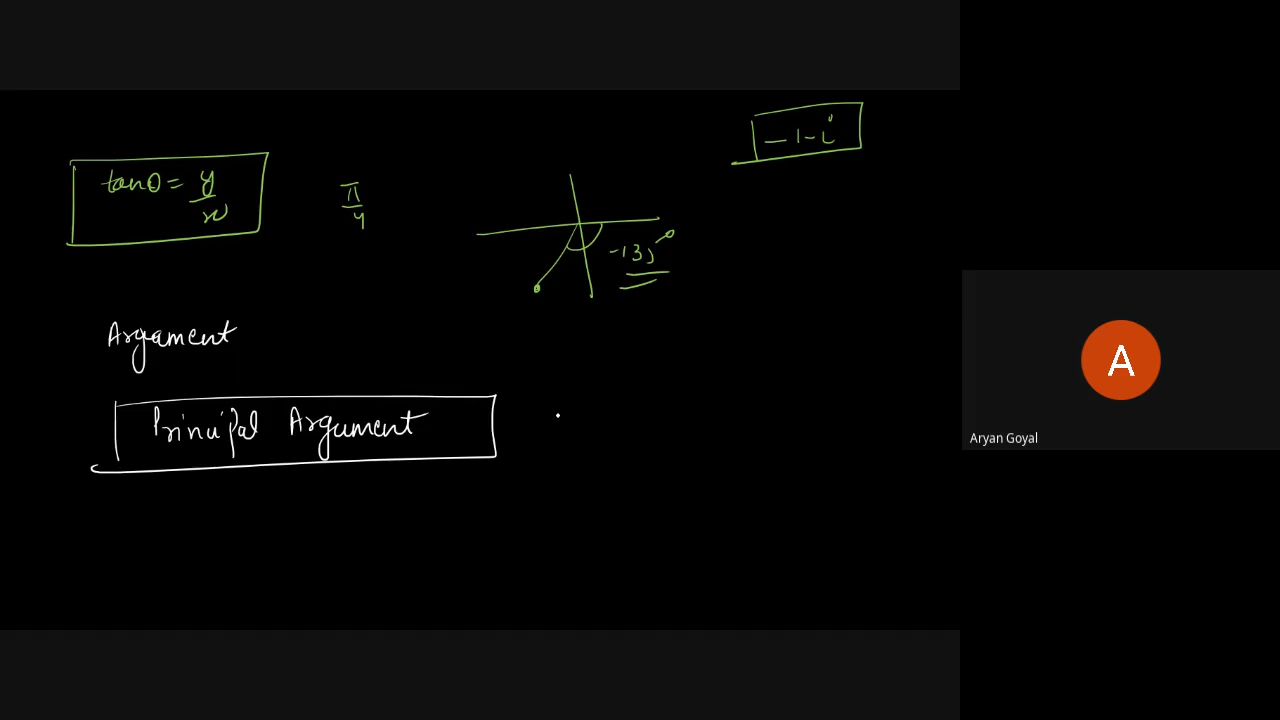 -1-i
tanθ = y/x
π/4
-135°
Argument
Principal Argument
A
Aryan Goyal